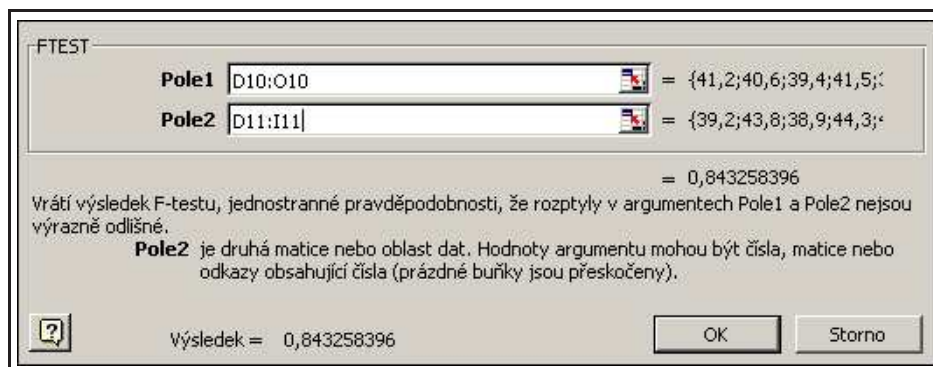 FTEST
Pole1 D10:O10 = {41,2;40,6;39,4;41,5;
Pole2 D11:I11 = {39,2;43,8;38,9;44,3;
= 0,843258396
Vrátí výsledek F-testu, jednostranné pravděpodobnosti, že rozptyly v argumentech Pole1 a Pole2 nejsou
výrazně odlišné.
Pole2 je druhá matice nebo oblast dat. Hodnoty argumentu mohou být čísla, matice nebo
odkazy obsahující čísla (prázdné buňky jsou přeskočeny).
? Výsledek = 0,843258396 OK Storno